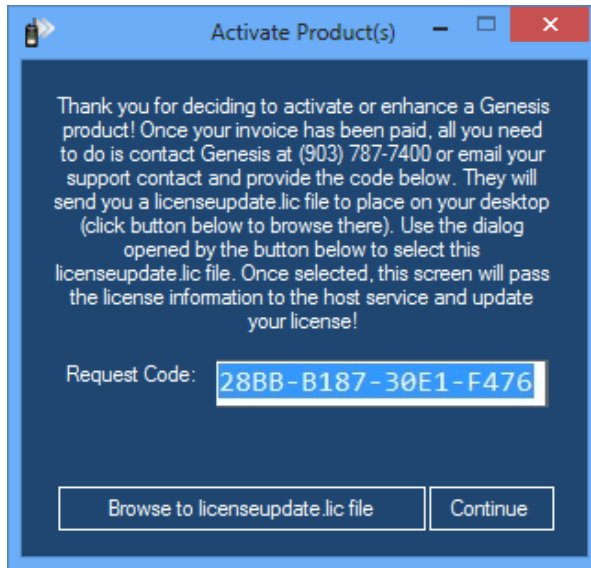 Activate Product(s)
Thank you for deciding to activate or enhance a Genesis
product! Once your invoice has been paid, all you need
to do is contact Genesis at (903) 787-7400 or email your
support contact and provide the code below. They will
send you a licenseupdate.lic file to place on your desktop
(click button below to browse there). Use the dialog
opened by the button below to select this
licenseupdate.lic file. Once selected, this screen will pass
the license information to the host service and update
your license!
Request Code: 28BB-B187-30E1-F476
Browse to licenseupdate.lic file Continue